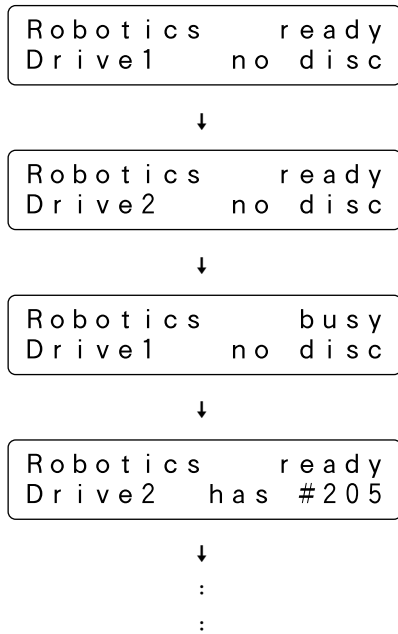 Robotics ready
Drive1 no disc
↓
Robotics ready
Drive2 no disc
↓
Robotics busy
Drive1 no disc
↓
Robotics ready
Drive2 has #205
↓
:
: